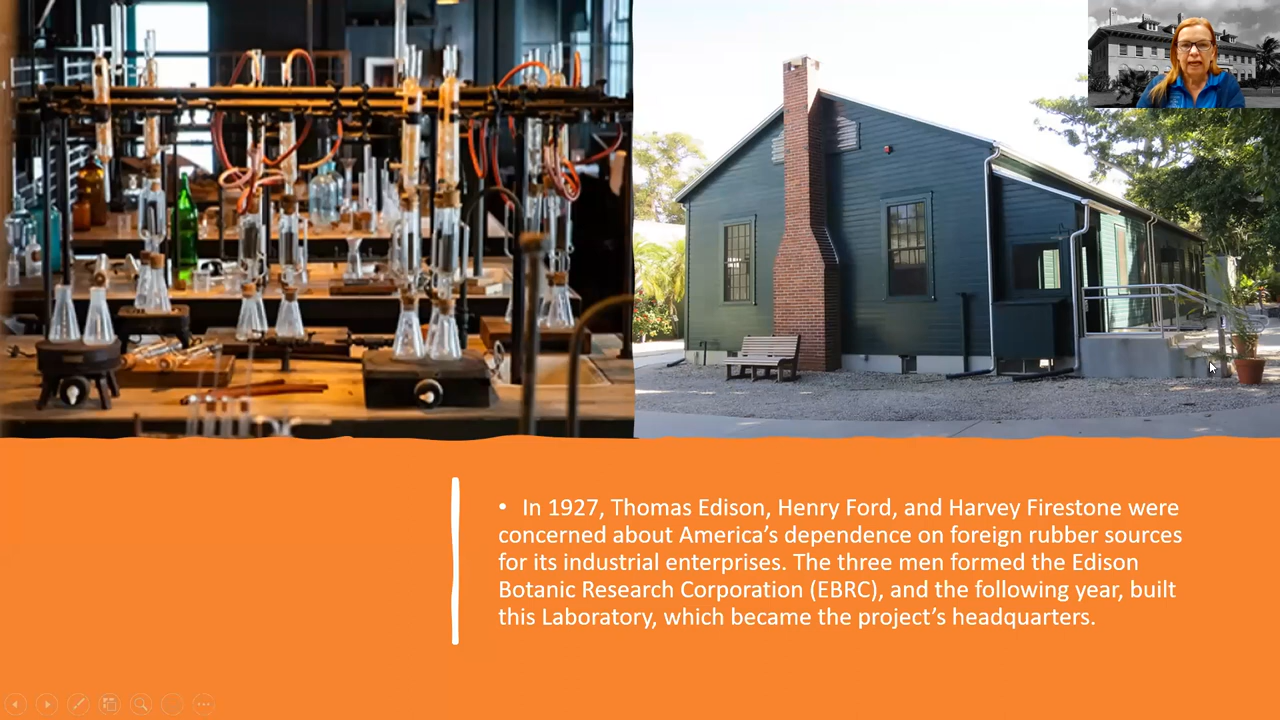 • In 1927, Thomas Edison, Henry Ford, and Harvey Firestone were
concerned about America’s dependence on foreign rubber sources
for its industrial enterprises. The three men formed the Edison
Botanic Research Corporation (EBRC), and the following year, built
this Laboratory, which became the project’s headquarters.